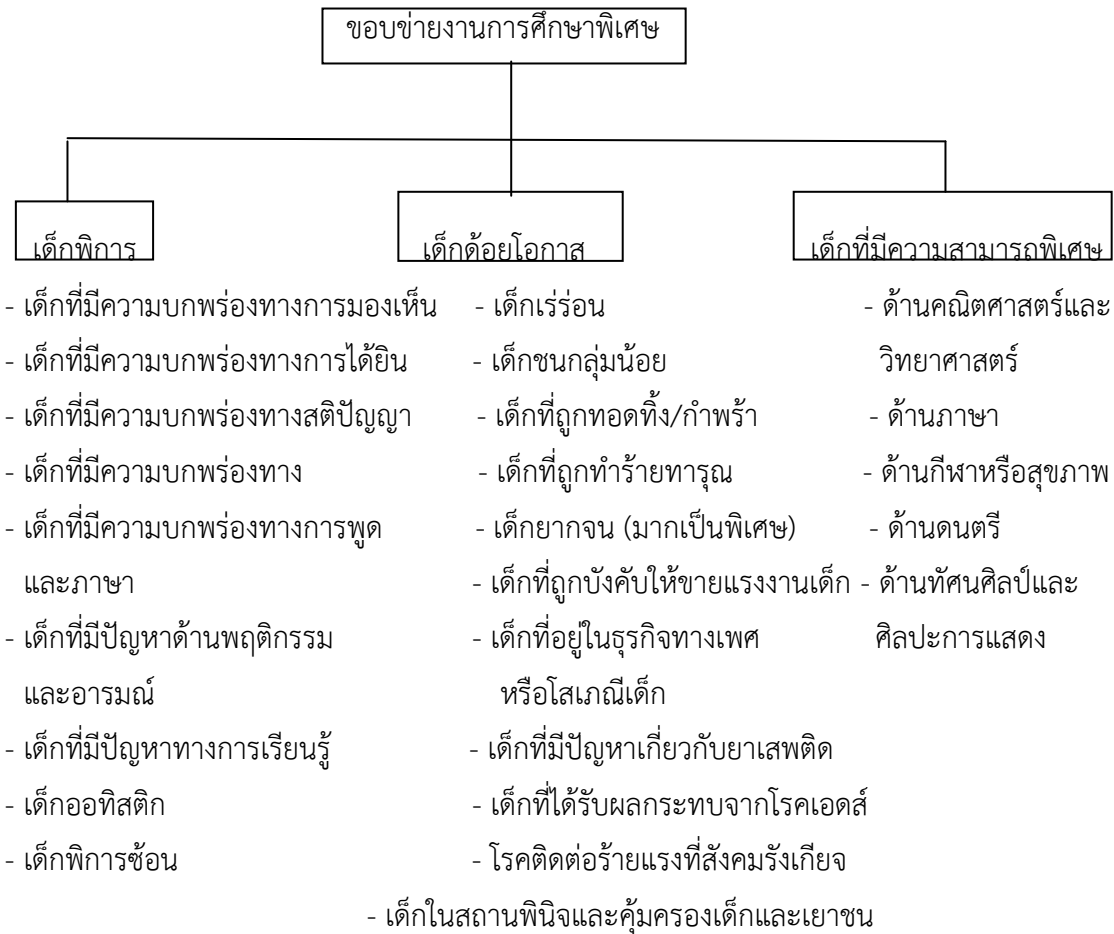 ขอบข่ายงานการศึกษาพิเศษ
เด็กพิการ
- เด็กที่มีความบกพร่องทางการมองเห็น
- เด็กที่มีความบกพร่องทางการได้ยิน
- เด็กที่มีความบกพร่องทางสติปัญญา
- เด็กที่มีความบกพร่องทาง
- เด็กที่มีความบกพร่องทางการพูด
และภาษา
- เด็กที่มีปัญหาด้านพฤติกรรม
และอารมณ์
- เด็กที่มีปัญหาทางการเรียนรู้
- เด็กออทิสติก
- เด็กพิการซ้อน
เด็กด้อยโอกาส
- เด็กเร่ร่อน
- เด็กชนกลุ่มน้อย
- เด็กที่ถูกทอดทิ้ง/กำพร้า
- เด็กที่ถูกทำร้ายทารุณ
- เด็กยากจน (มากเป็นพิเศษ)
- เด็กที่ถูกบังคับให้ขายแรงงานเด็ก
- เด็กที่อยู่ในธุรกิจทางเพศ
หรือโสเภณีเด็ก
- เด็กที่มีปัญหาเกี่ยวกับยาเสพติด
- เด็กที่ได้รับผลกระทบจากโรคเอดส์
- โรคติดต่อร้ายแรงที่สังคมรังเกียจ
- เด็กในสถานพินิจและคุ้มครองเด็กและเยาชน
เด็กที่มีความสามารถพิเศษ
- ด้านคณิตศาสตร์และ
วิทยาศาสตร์
- ด้านภาษา
- ด้านกีฬาหรือสุขภาพ
- ด้านดนตรี
- ด้านทัศนศิลป์และ
ศิลปะการแสดง